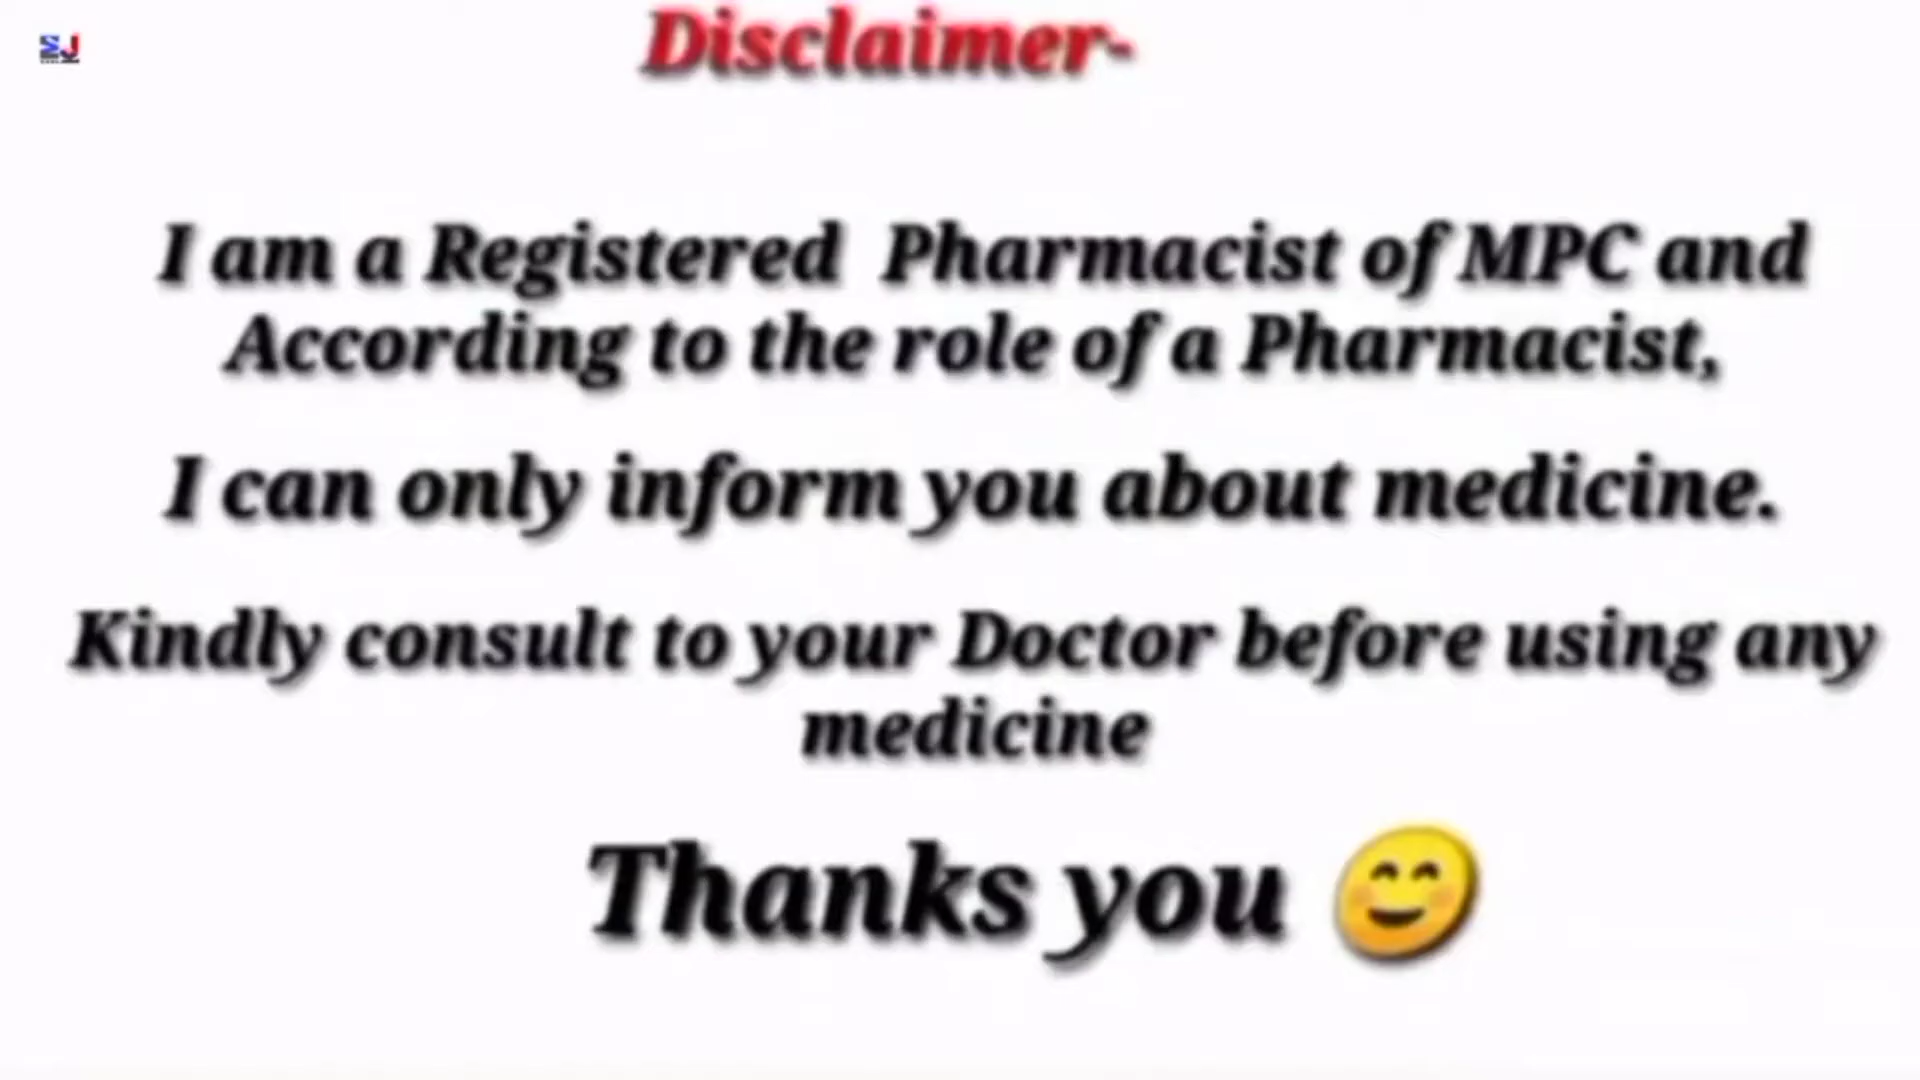 Disclaimer-
I am a Registered Pharmacist of MPC and
According to the role of a Pharmacist,
I can only inform you about medicine.
Kindly consult to your Doctor before using any
medicine
Thanks you 😊